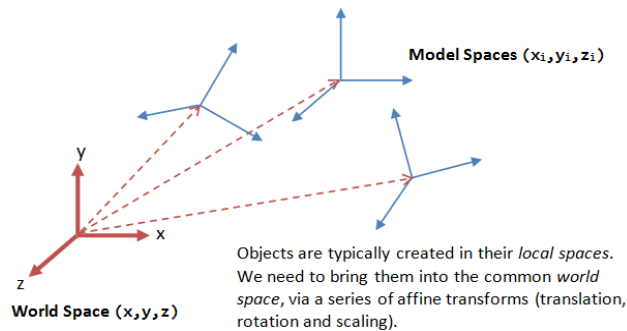 Model Spaces (xi,yi,zi)
y
x
z
World Space (x,y,z)
Objects are typically created in their local spaces.
We need to bring them into the common world
space, via a series of affine transforms (translation,
rotation and scaling).